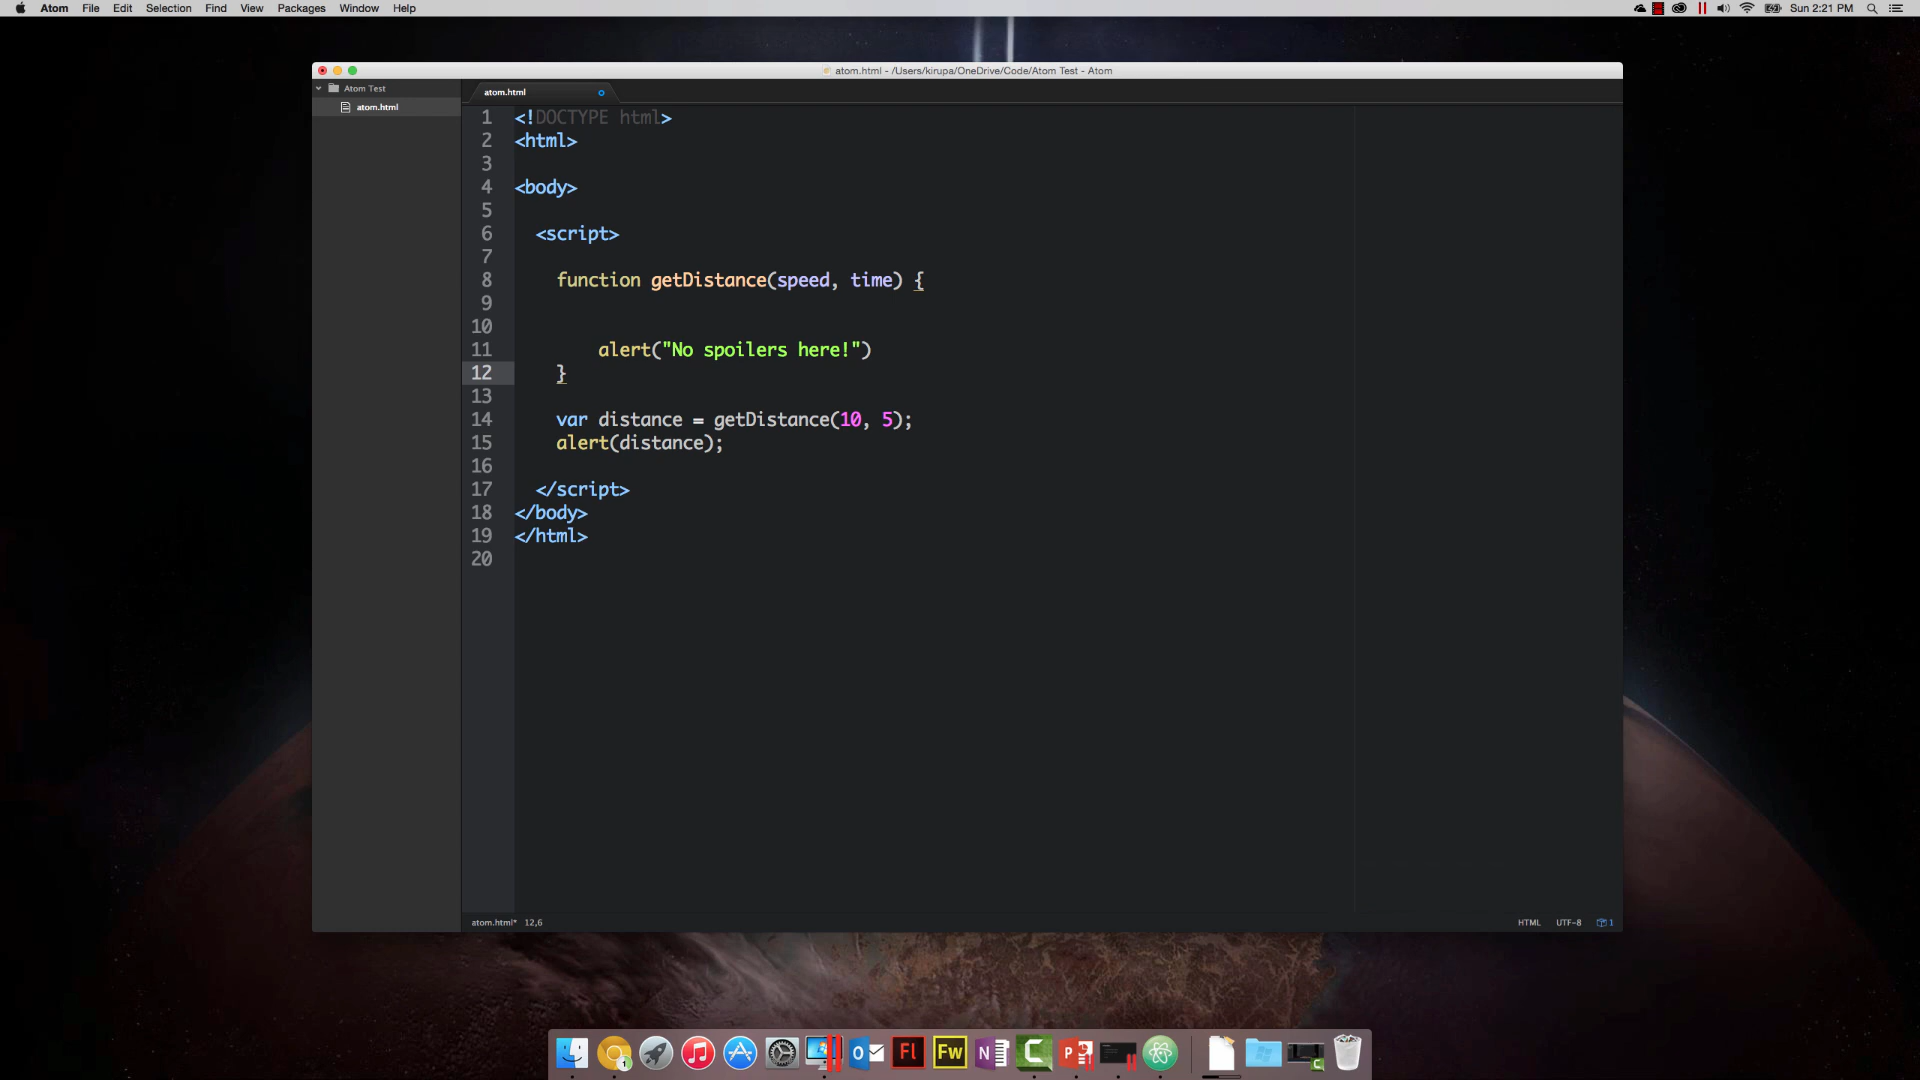 Atom File Edit Selection Find View Packages Window Help Sun 2:21 PM
atom.html - /Users/kirupa/OneDrive/Code/Atom Test - Atom
Atom Test
atom.html
atom.html
1 <!DOCTYPE html>
2 <html>
3
4 <body>
5
6 <script>
7
8 function getDistance(speed, time) {
9
10
11 alert("No spoilers here!")
12 }
13
14 var distance = getDistance(10, 5);
15 alert(distance);
16
17 </script>
18 </body>
19 </html>
20
atom.html* 12,6 HTML UTF-8 1
1 Fl Fw